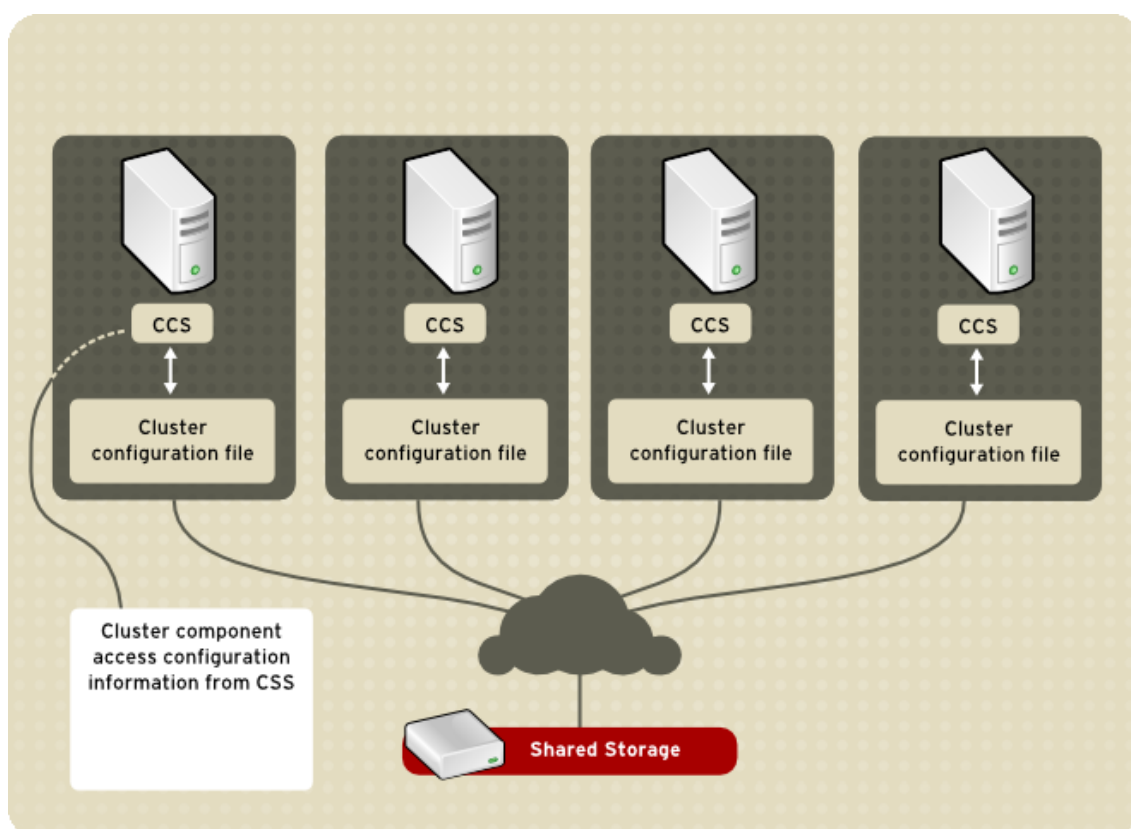 CCS
CCS
CCS
CCS
Cluster
configuration file
Cluster
configuration file
Cluster
configuration file
Cluster
configuration file
Cluster component
access configuration
information from CSS
Shared Storage